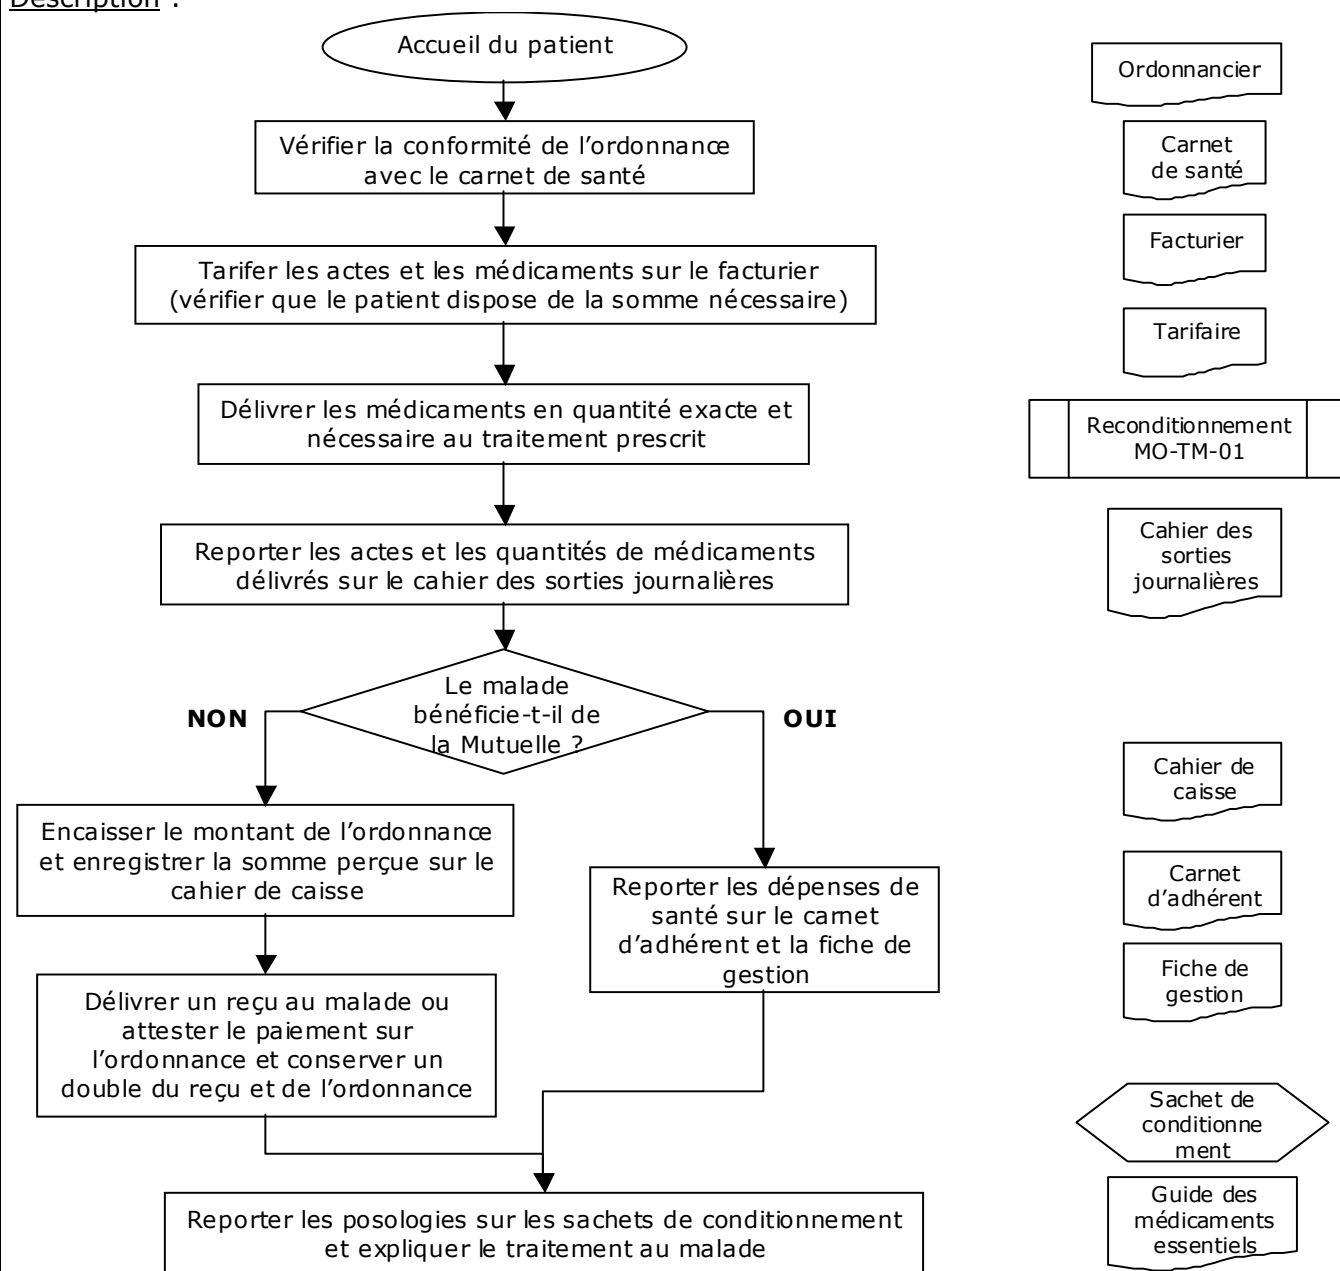 Description :
Accueil du patient
Ordonnancier
Vérifier la conformité de l’ordonnance
avec le carnet de santé
Carnet
de santé
Tarifer les actes et les médicaments sur le facturier
(vérifier que le patient dispose de la somme nécessaire)
Facturier
Tarifaire
Délivrer les médicaments en quantité exacte et
nécessaire au traitement prescrit
Reconditionnement
MO-TM-01
Reporter les actes et les quantités de médicaments
délivrés sur le cahier des sorties journalières
Cahier des
sorties
journalières
Le malade
bénéficie-t-il de
la Mutuelle ?
NON
OUI
Encaisser le montant de l’ordonnance
et enregistrer la somme perçue sur le
cahier de caisse
Cahier de
caisse
Reporter les dépenses de
santé sur le carnet
d’adhérent et la fiche de
gestion
Carnet
d’adhérent
Délivrer un reçu au malade ou
attester le paiement sur
l’ordonnance et conserver un
double du reçu et de l’ordonnance
Fiche de
gestion
Sachet de
conditionne
ment
Reporter les posologies sur les sachets de conditionnement
et expliquer le traitement au malade
Guide des
médicaments
essentiels